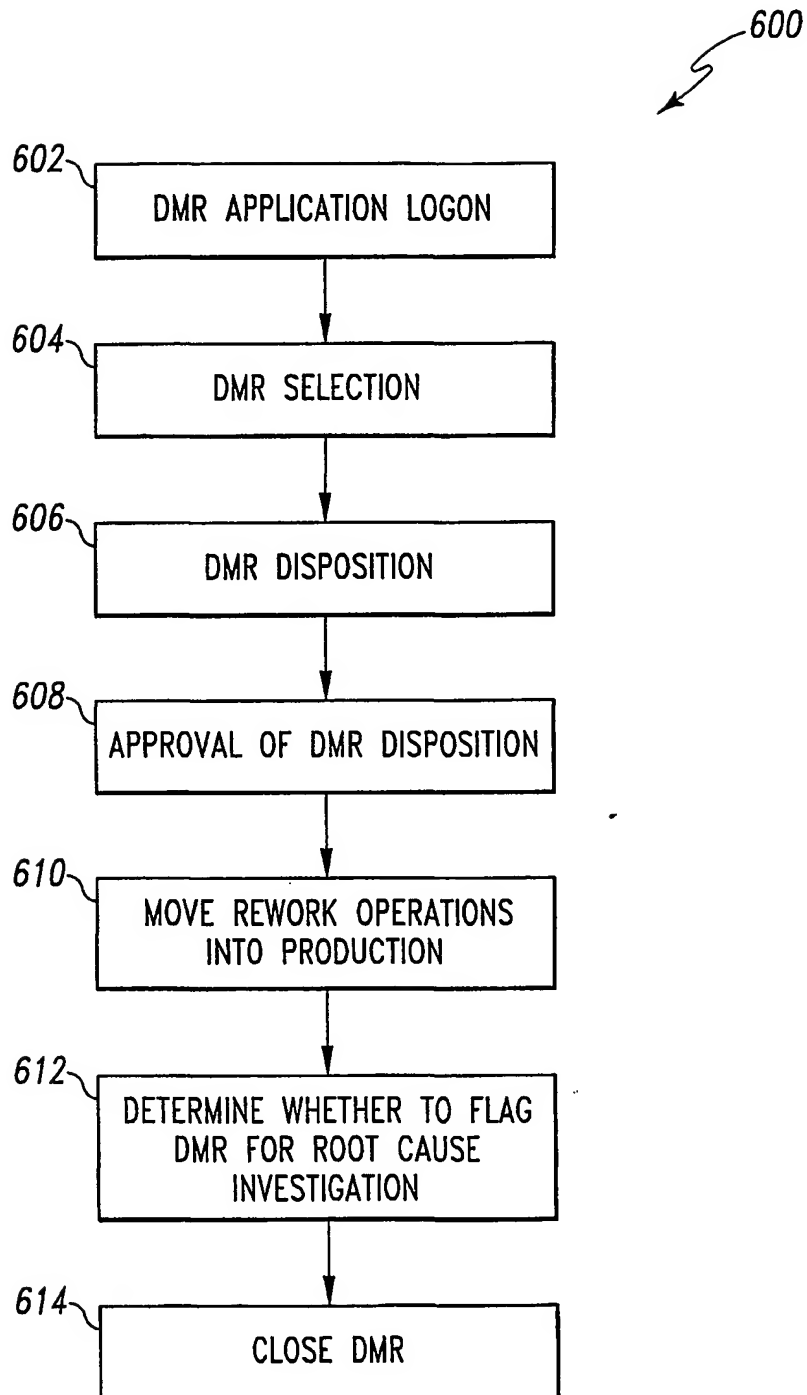 600
602
DMR APPLICATION LOGON
604
DMR SELECTION
606
DMR DISPOSITION
608
APPROVAL OF DMR DISPOSITION
610
MOVE REWORK OPERATIONS
INTO PRODUCTION
612
DETERMINE WHETHER TO FLAG
DMR FOR ROOT CAUSE
INVESTIGATION
614
CLOSE DMR